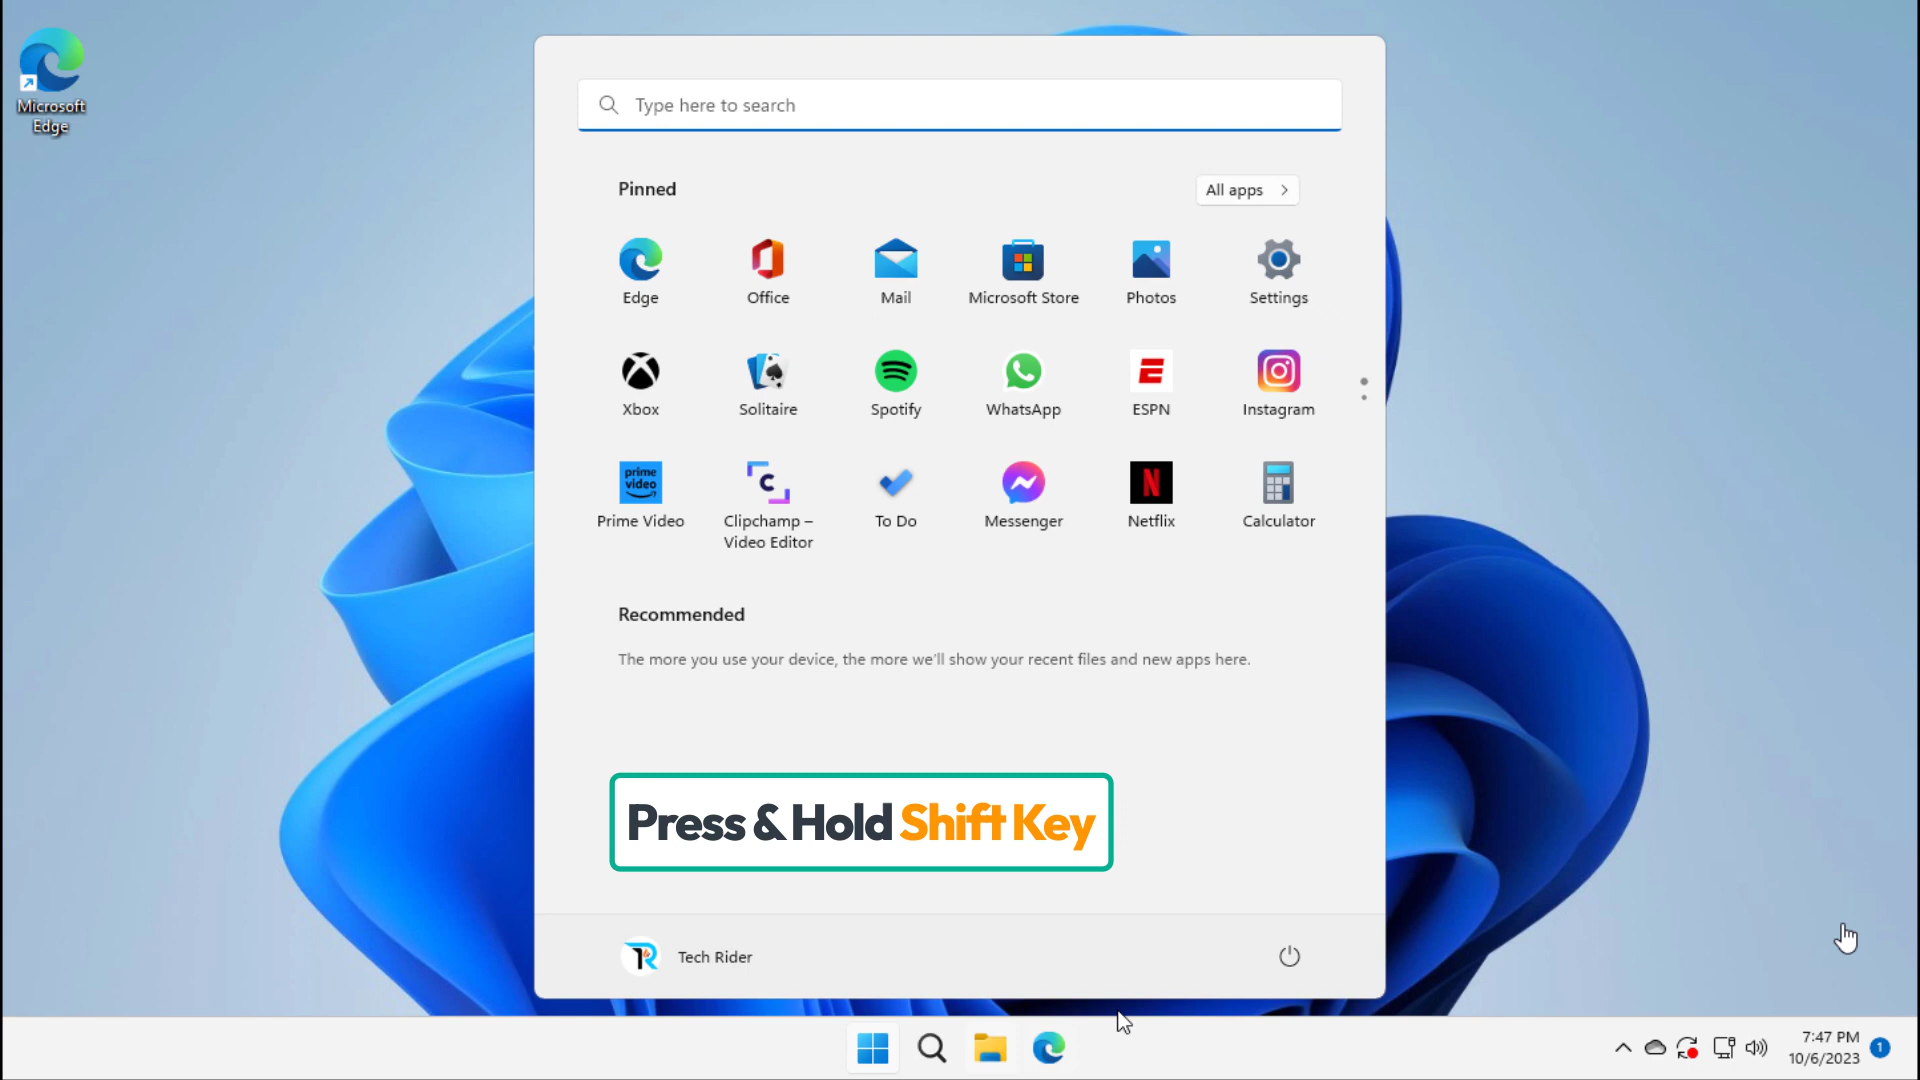 Microsoft
Edge
Type here to search
Pinned
All apps
Edge
Office
Mail
Microsoft Store
Photos
Settings
Xbox
Solitaire
Spotify
WhatsApp
ESPN
Instagram
prime
video
Prime Video
C
Clipchamp –
Video Editor
To Do
Messenger
N
Netflix
Calculator
Recommended
The more you use your device, the more we'll show your recent files and new apps here.
Press & Hold Shift Key
TR
Tech Rider
7:47 PM
10/6/2023
1